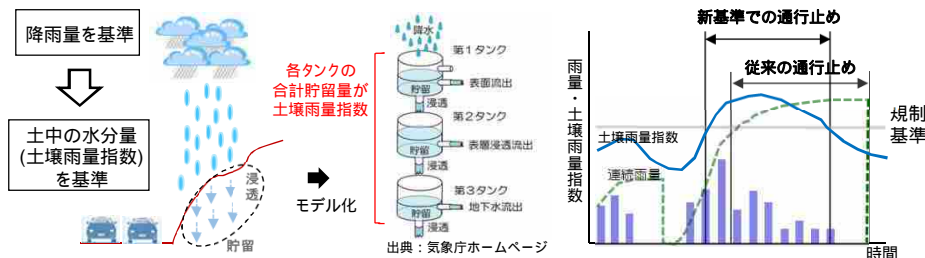 降雨量を基準
土中の水分量
(土壌雨量指数)
を基準
浸透
貯留
各タンクの
合計貯留量が
土壌雨量指数
モデル化
降水
第1タンク
貯留
表面流出
浸透
第2タンク
貯留
表層浸透流出
浸透
第3タンク
貯留
地下水流出
浸透
出典：気象庁ホームページ
新基準での通行止め
従来の通行止め
雨量・土壌雨量指数
土壌雨量指数
連続雨量
規制
基準
時間